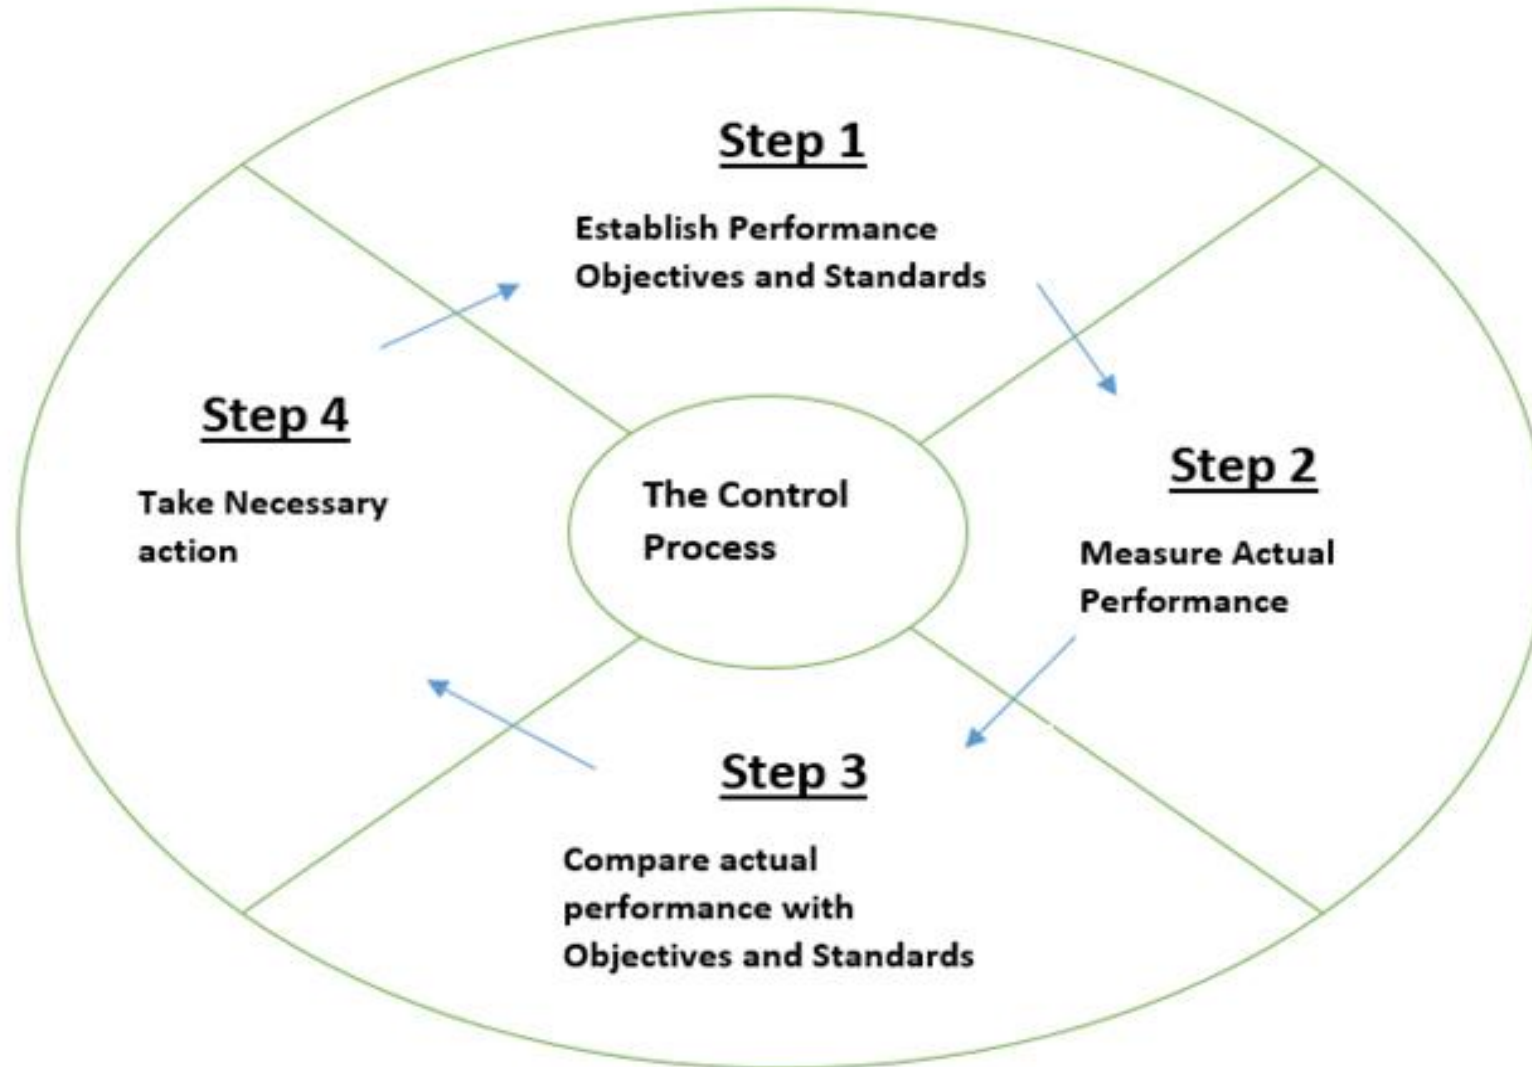 Step 1
Establish Performance
Objectives and Standards
Step 4
Take Necessary
action
The Control
Process
Step 2
Measure Actual
Performance
Step 3
Compare actual
performance with
Objectives and Standards